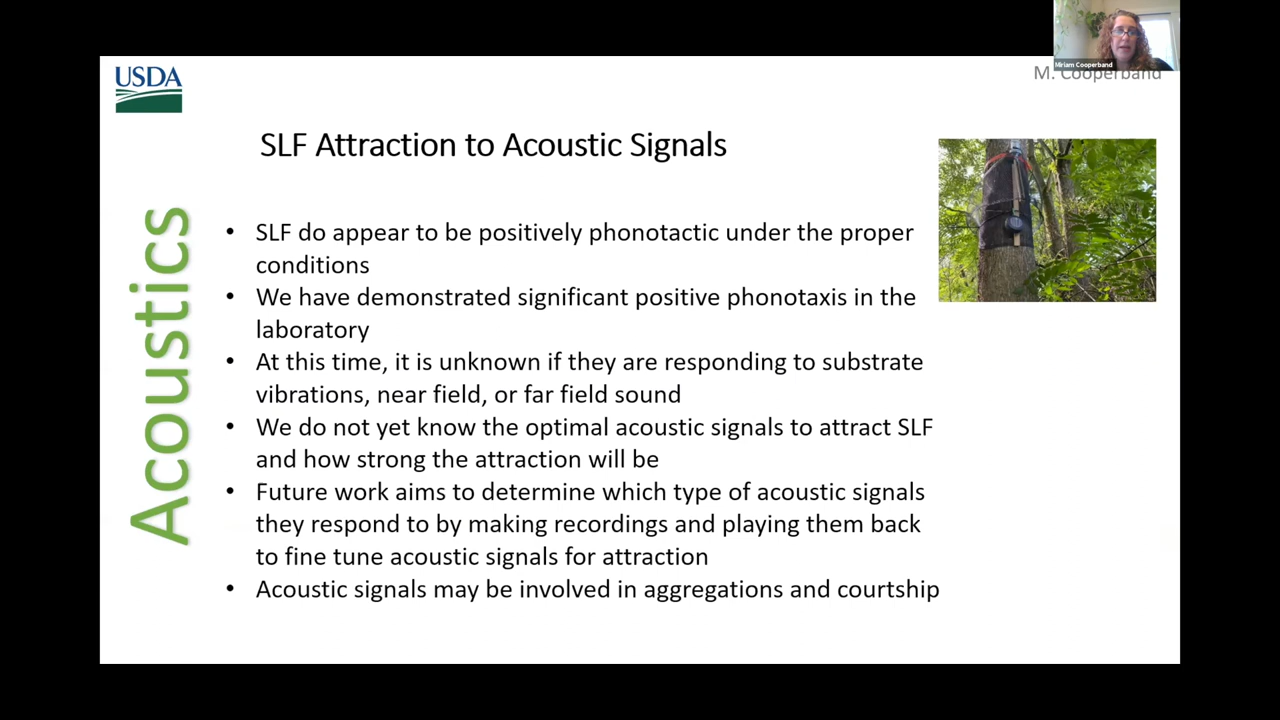 Miriam Cooperband
M. Cooperband
USDA
SLF Attraction to Acoustic Signals
Acoustics
• SLF do appear to be positively phonotactic under the proper
conditions
• We have demonstrated significant positive phonotaxis in the
laboratory
• At this time, it is unknown if they are responding to substrate
vibrations, near field, or far field sound
• We do not yet know the optimal acoustic signals to attract SLF
and how strong the attraction will be
• Future work aims to determine which type of acoustic signals
they respond to by making recordings and playing them back
to fine tune acoustic signals for attraction
• Acoustic signals may be involved in aggregations and courtship